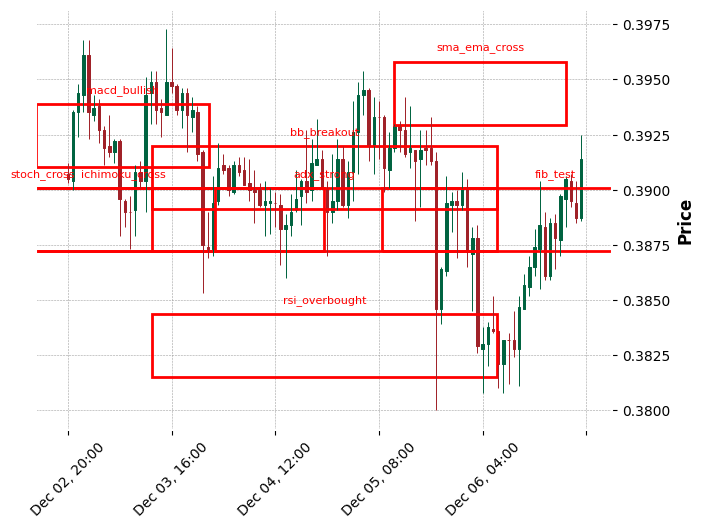 sma_ema_cross
macd_bullish
bb_breakout
stoch_cross
ichimoku_cross
adx_strong
fib_test
rsi_overbought
0.3975
0.3950
0.3925
0.3900
0.3875
0.3850
0.3825
0.3800
Price
Dec 02, 20:00
Dec 03, 16:00
Dec 04, 12:00
Dec 05, 08:00
Dec 06, 04:00